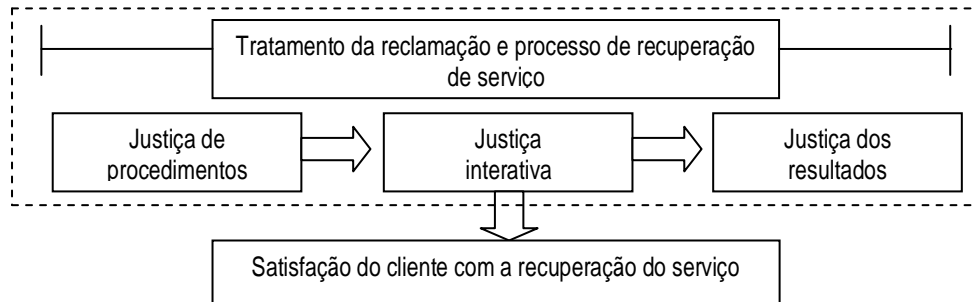 Tratamento da reclamação e processo de recuperação
de serviço
Justiça de
procedimentos
Justiça
interativa
Justiça dos
resultados
Satisfação do cliente com a recuperação do serviço